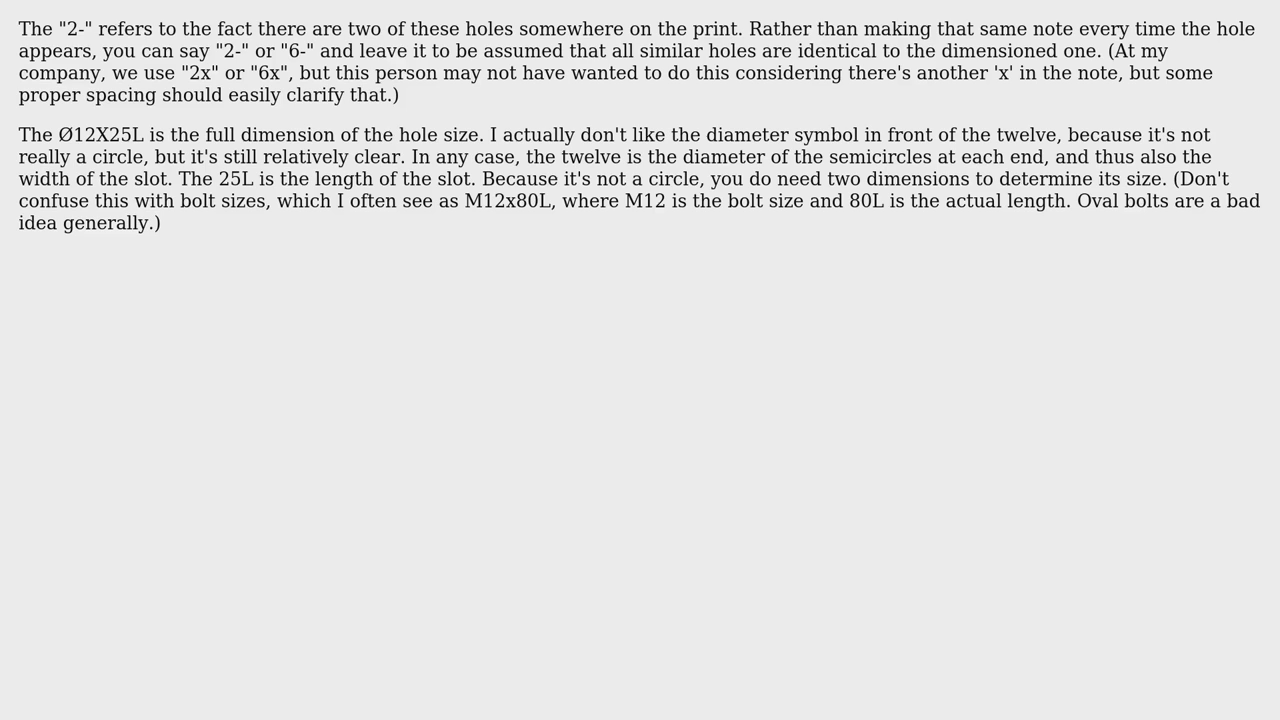 The "2-" refers to the fact there are two of these holes somewhere on the print. Rather than making that same note every time the hole
appears, you can say "2-" or "6-" and leave it to be assumed that all similar holes are identical to the dimensioned one. (At my
company, we use "2x" or "6x", but this person may not have wanted to do this considering there's another 'x' in the note, but some
proper spacing should easily clarify that.)
The Ø12X25L is the full dimension of the hole size. I actually don't like the diameter symbol in front of the twelve, because it's not
really a circle, but it's still relatively clear. In any case, the twelve is the diameter of the semicircles at each end, and thus also the
width of the slot. The 25L is the length of the slot. Because it's not a circle, you do need two dimensions to determine its size. (Don't
confuse this with bolt sizes, which I often see as M12x80L, where M12 is the bolt size and 80L is the actual length. Oval bolts are a bad
idea generally.)